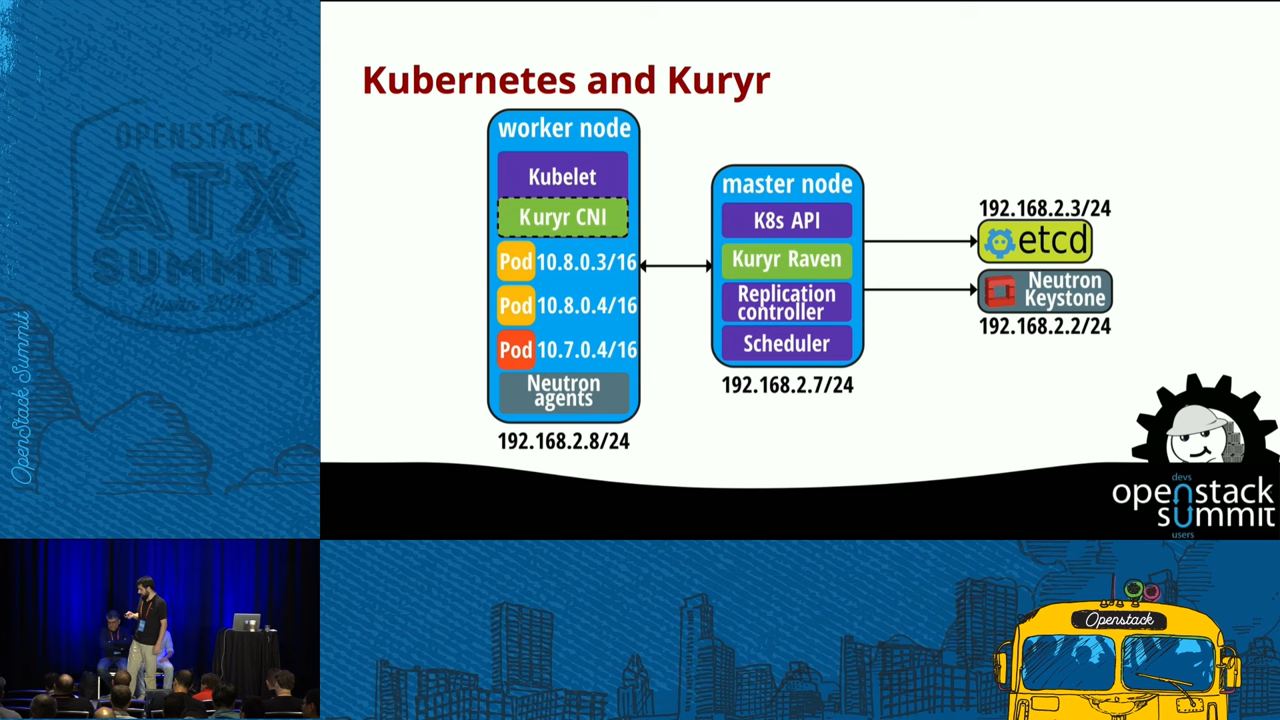 Kubernetes and Kuryr
worker node
Kubelet
Kuryr CNI
Pod 10.8.0.3/16
Pod 10.8.0.4/16
Pod 10.7.0.4/16
Neutron
agents
192.168.2.8/24
master node
K8s API
Kuryr Raven
Replication
controller
Scheduler
192.168.2.7/24
192.168.2.3/24
etcd
Neutron
Keystone
192.168.2.2/24
devs
openstack
summit
users
OPENSTACK
ATX
SUMMIT
OpenStack Summit
Openstack